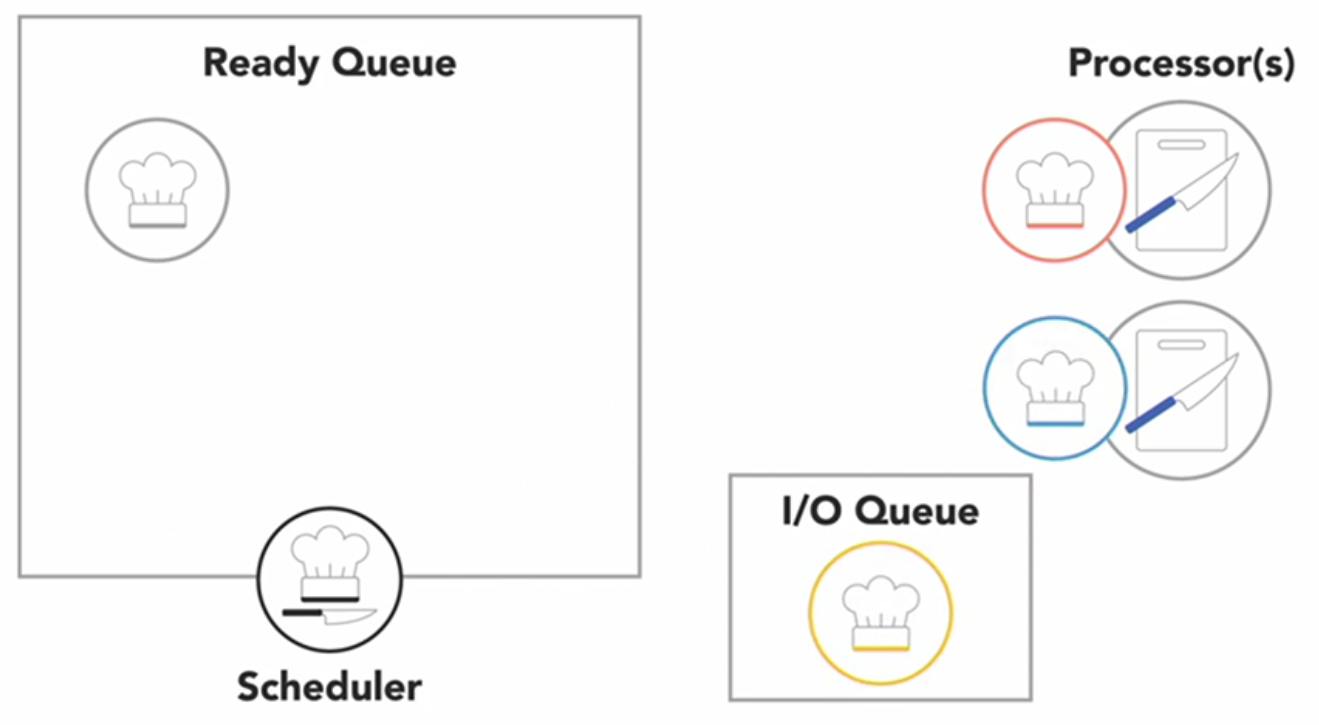 Ready Queue
Processor(s)
I/O Queue
Scheduler